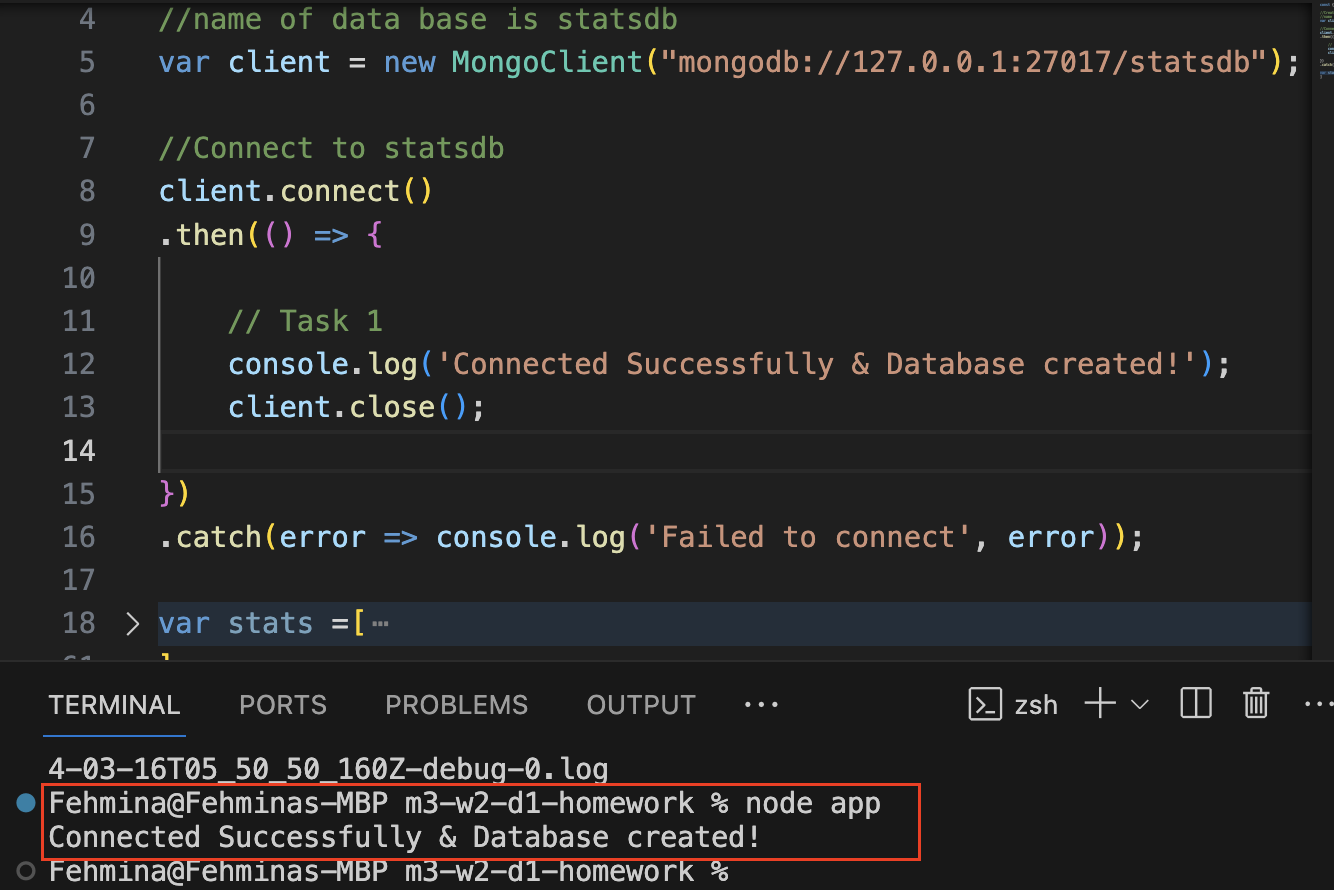 4 //name of data base is statsdb
5 var client = new MongoClient("mongodb://127.0.0.1:27017/statsdb");
6
7 //Connect to statsdb
8 client.connect()
9 .then(() => {
10
11 // Task 1
12 console.log('Connected Successfully & Database created!');
13 client.close();
14
15 })
16 .catch(error => console.log('Failed to connect', error));
17
18 var stats =[⋯
TERMINAL PORTS PROBLEMS OUTPUT ··· zsh ···
4-03-16T05_50_50_160Z-debug-0.log
Fehmina@Fehminas-MBP m3-w2-d1-homework % node app
Connected Successfully & Database created!
Fehmina@Fehminas-MBP m3-w2-d1-homework %